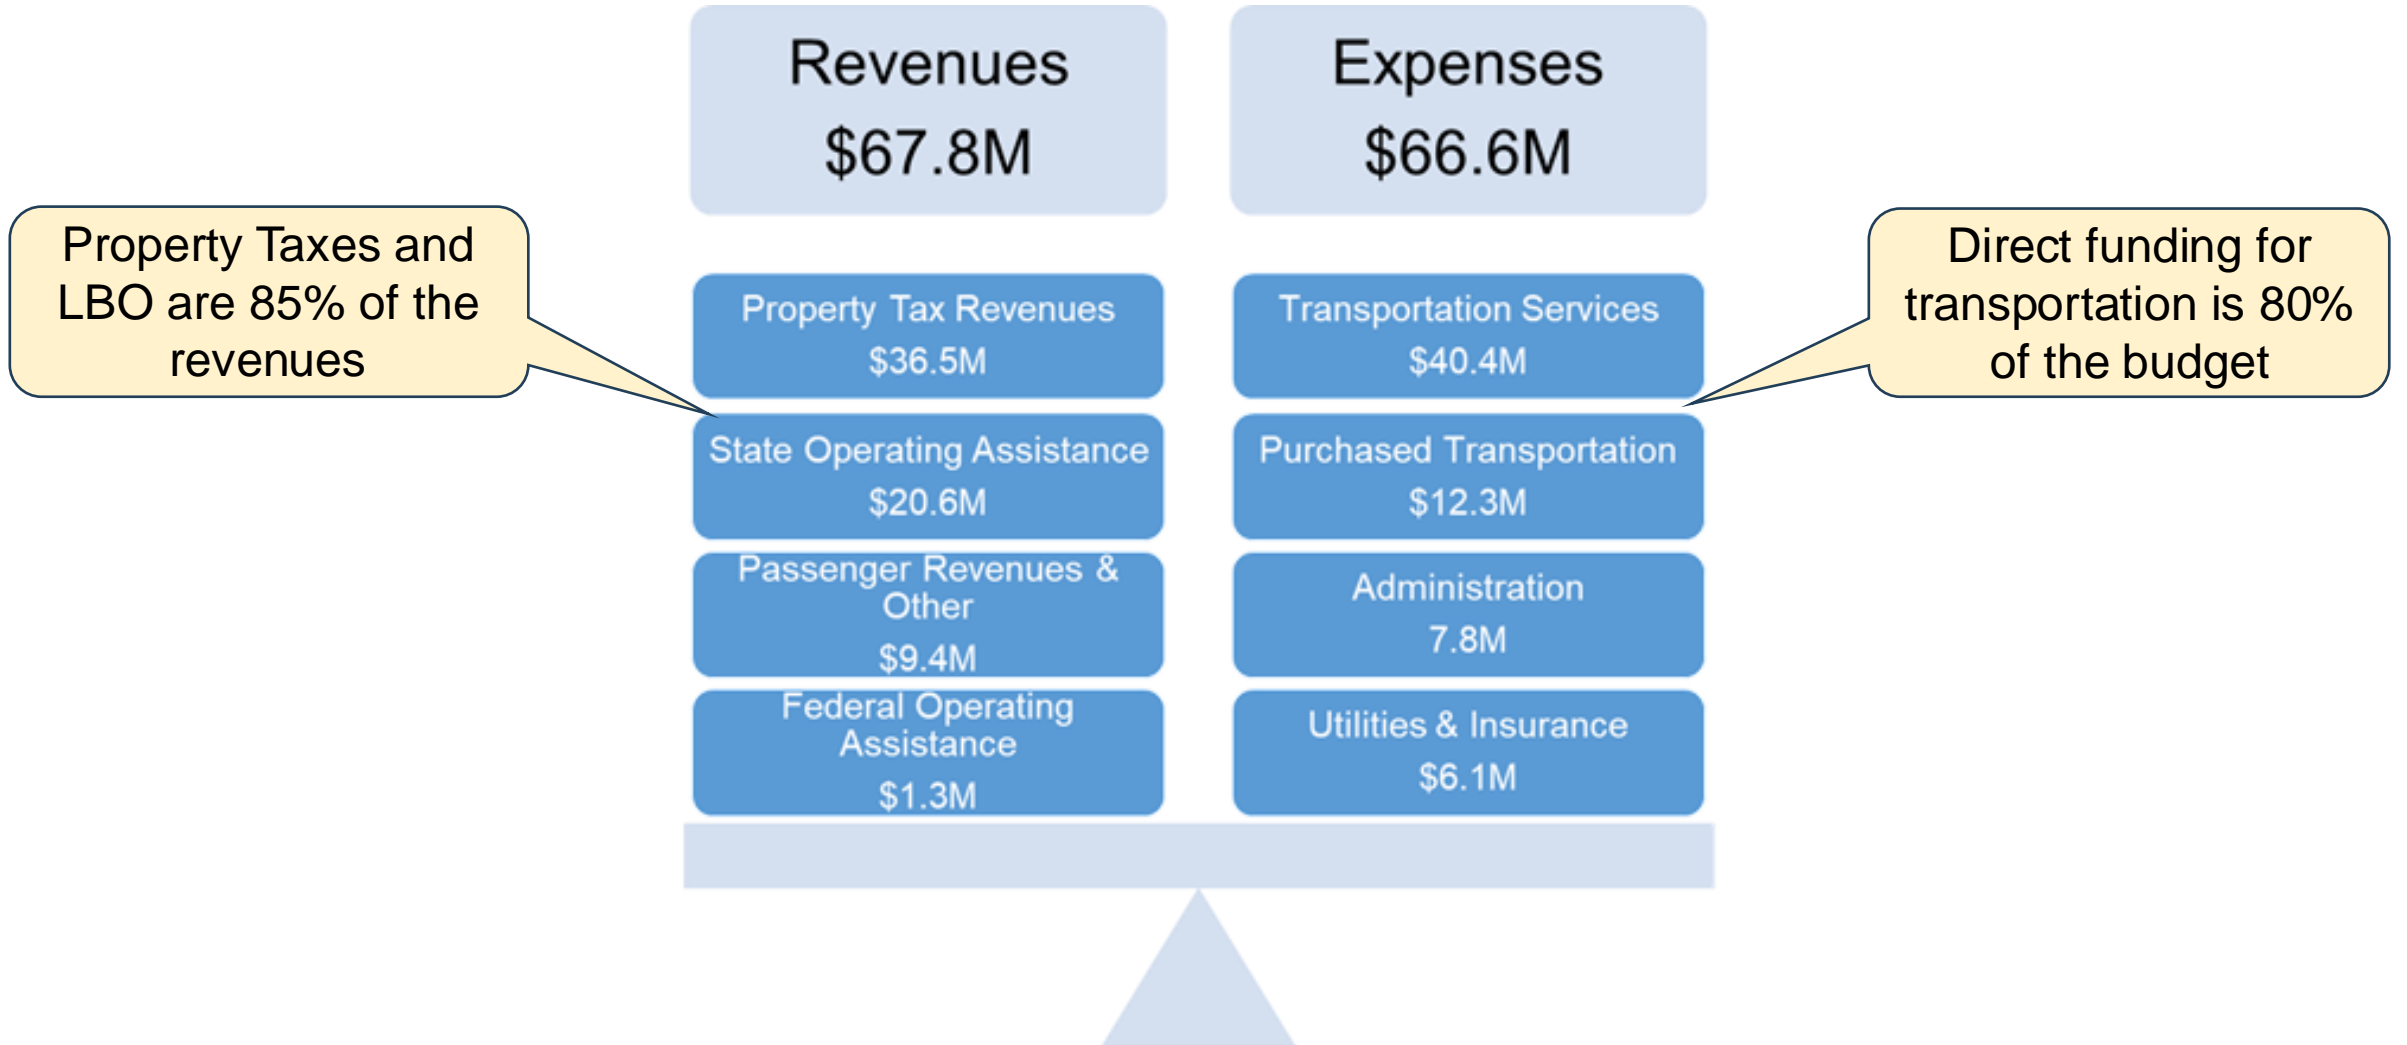 Revenues
$67.8M
Expenses
$66.6M
Property Taxes and
LBO are 85% of the
revenues
Direct funding for
transportation is 80%
of the budget
Property Tax Revenues
$36.5M
State Operating Assistance
$20.6M
Passenger Revenues &
Other
$9.4M
Federal Operating
Assistance
$1.3M
Transportation Services
$40.4M
Purchased Transportation
$12.3M
Administration
7.8M
Utilities & Insurance
$6.1M